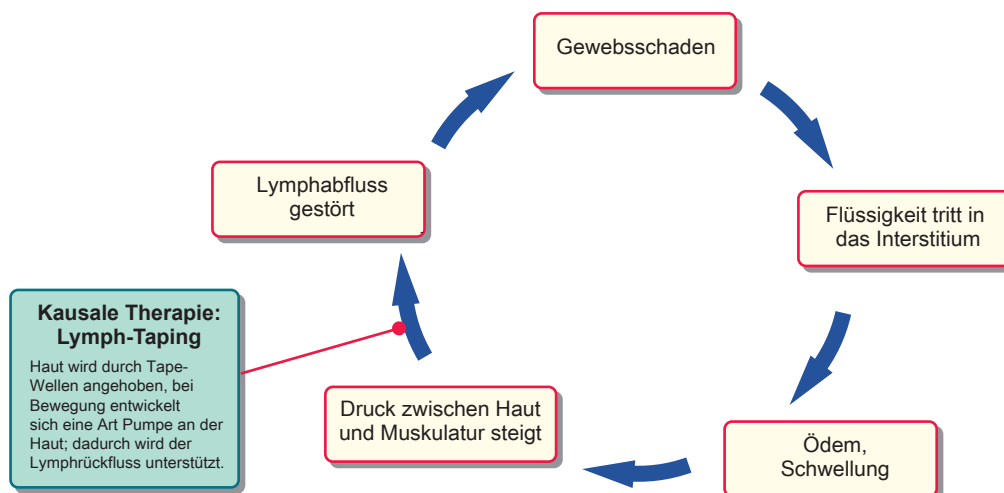 Gewebsschaden
Flüssigkeit tritt in
das Interstitium
Ödem,
Schwellung
Druck zwischen Haut
und Muskulatur steigt
Lymphabfluss
gestört
Kausale Therapie:
Lymph-Taping
Haut wird durch Tape-
Wellen angehoben, bei
Bewegung entwickelt
sich eine Art Pumpe an der
Haut; dadurch wird der
Lymphrückfluss unterstützt.